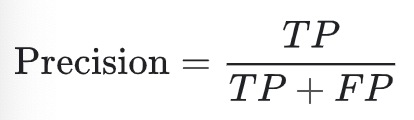 Precision = TP / TP + FP